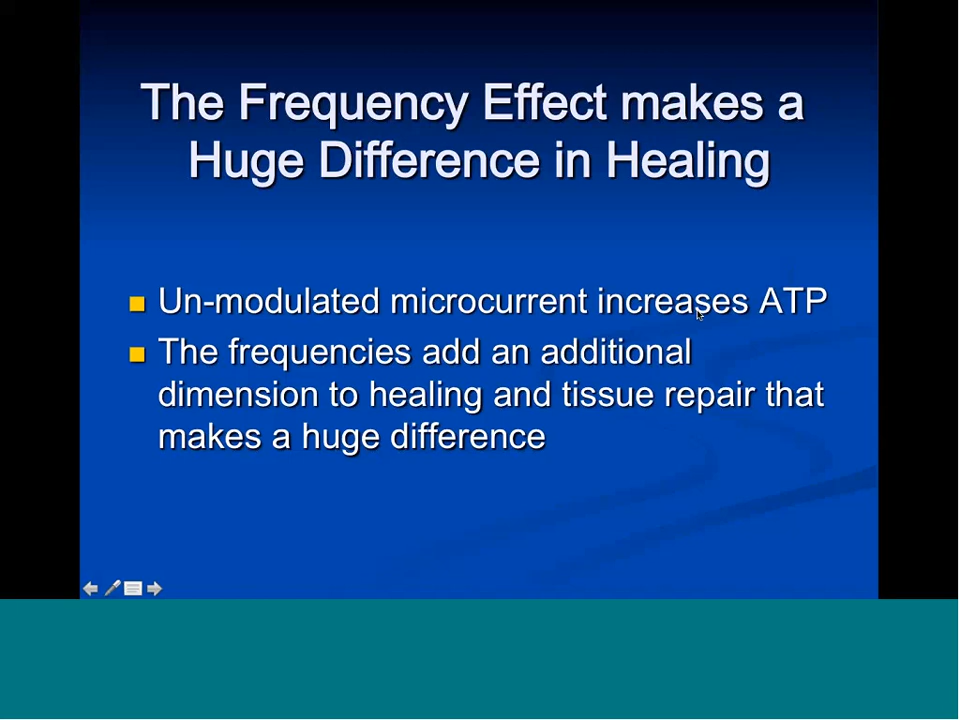 The Frequency Effect makes a
Huge Difference in Healing
Un-modulated microcurrent increases ATP
The frequencies add an additional
dimension to healing and tissue repair that
makes a huge difference